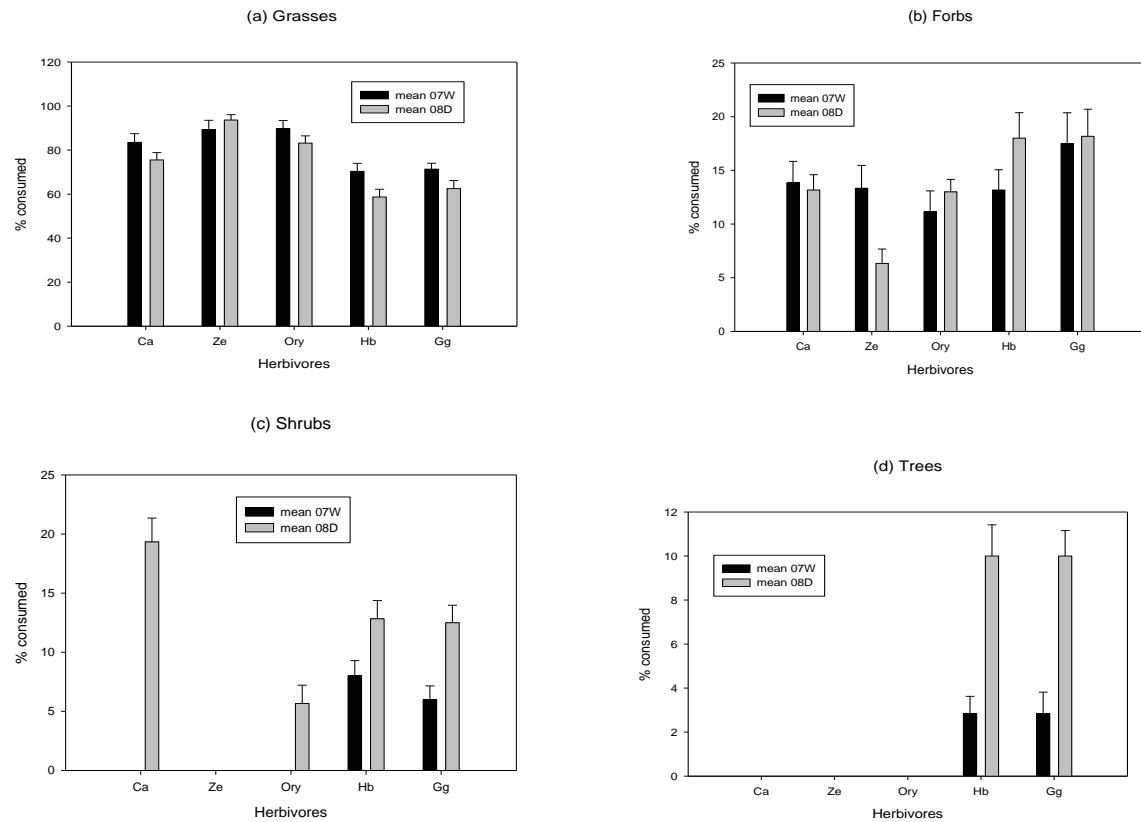 (a) Grasses
120
100
80
60
40
20
0
% consumed
mean 07W
mean 08D
Ca Ze Ory Hb Gg
Herbivores
(b) Forbs
25
20
15
10
5
0
% consumed
mean 07W
mean 08D
Ca Ze Ory Hb Gg
Herbivores
(c) Shrubs
25
20
15
10
5
0
% consumed
mean 07W
mean 08D
Ca Ze Ory Hb Gg
Herbivores
(d) Trees
12
10
8
6
4
2
0
% consumed
mean 07W
mean 08D
Ca Ze Ory Hb Gg
Herbivores